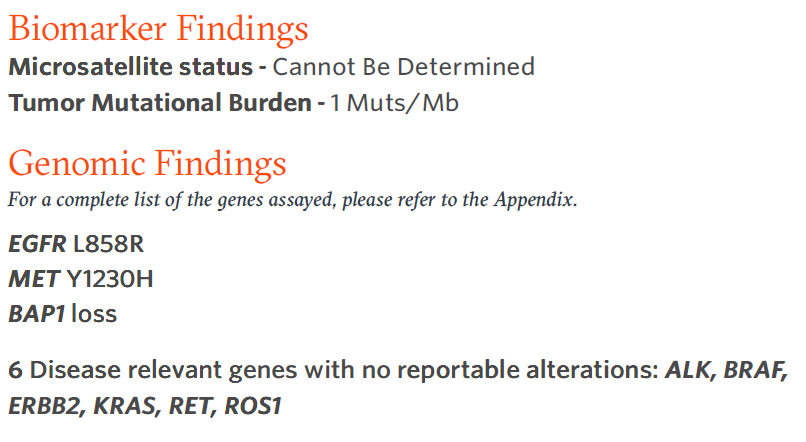 Biomarker Findings
Microsatellite status - Cannot Be Determined
Tumor Mutational Burden - 1 Muts/Mb
Genomic Findings
For a complete list of the genes assayed, please refer to the Appendix.
EGFR L858R
MET Y1230H
BAP1 loss
6 Disease relevant genes with no reportable alterations: ALK, BRAF,
ERBB2, KRAS, RET, ROS1